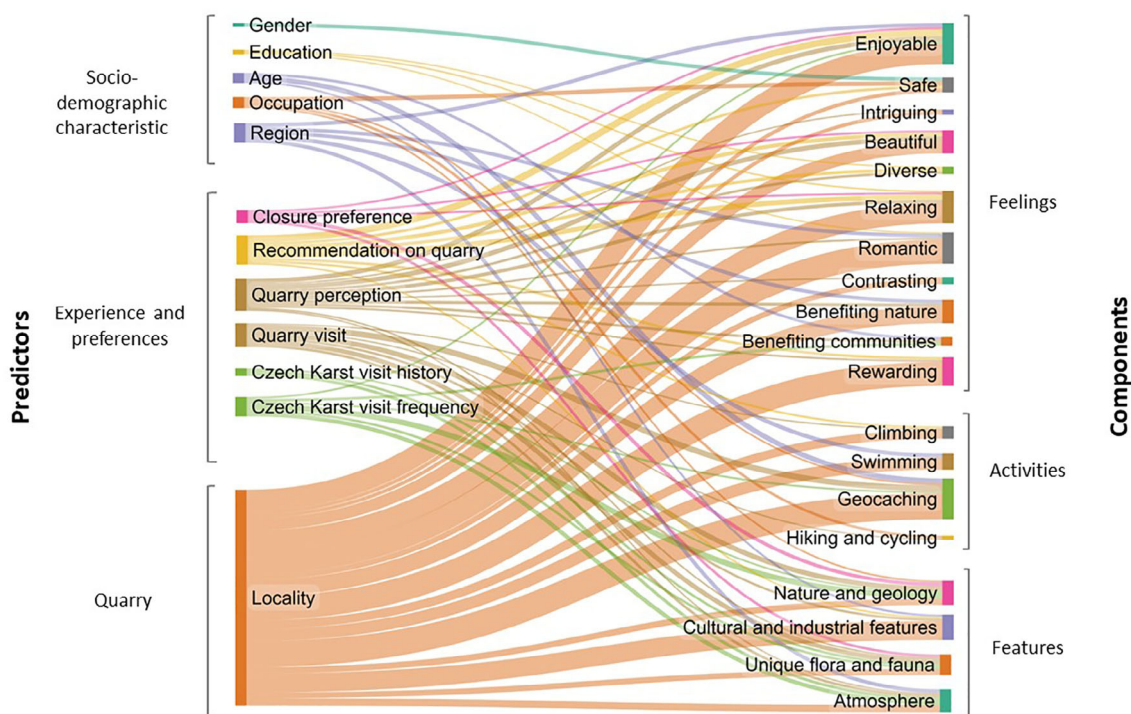 Predictors
Socio-
demographic
characteristic
Gender
Education
Age
Occupation
Region
Experience and
preferences
Closure preference
Recommendation on quarry
Quarry perception
Quarry visit
Czech Karst visit history
Czech Karst visit frequency
Quarry
Locality
Enjoyable
Safe
Intriguing
Beautiful
Diverse
Relaxing
Romantic
Contrasting
Benefiting nature
Benefiting communities
Rewarding
Feelings
Climbing
Swimming
Geocaching
Hiking and cycling
Activities
Nature and geology
Cultural and industrial features
Unique flora and fauna
Atmosphere
Features
Components